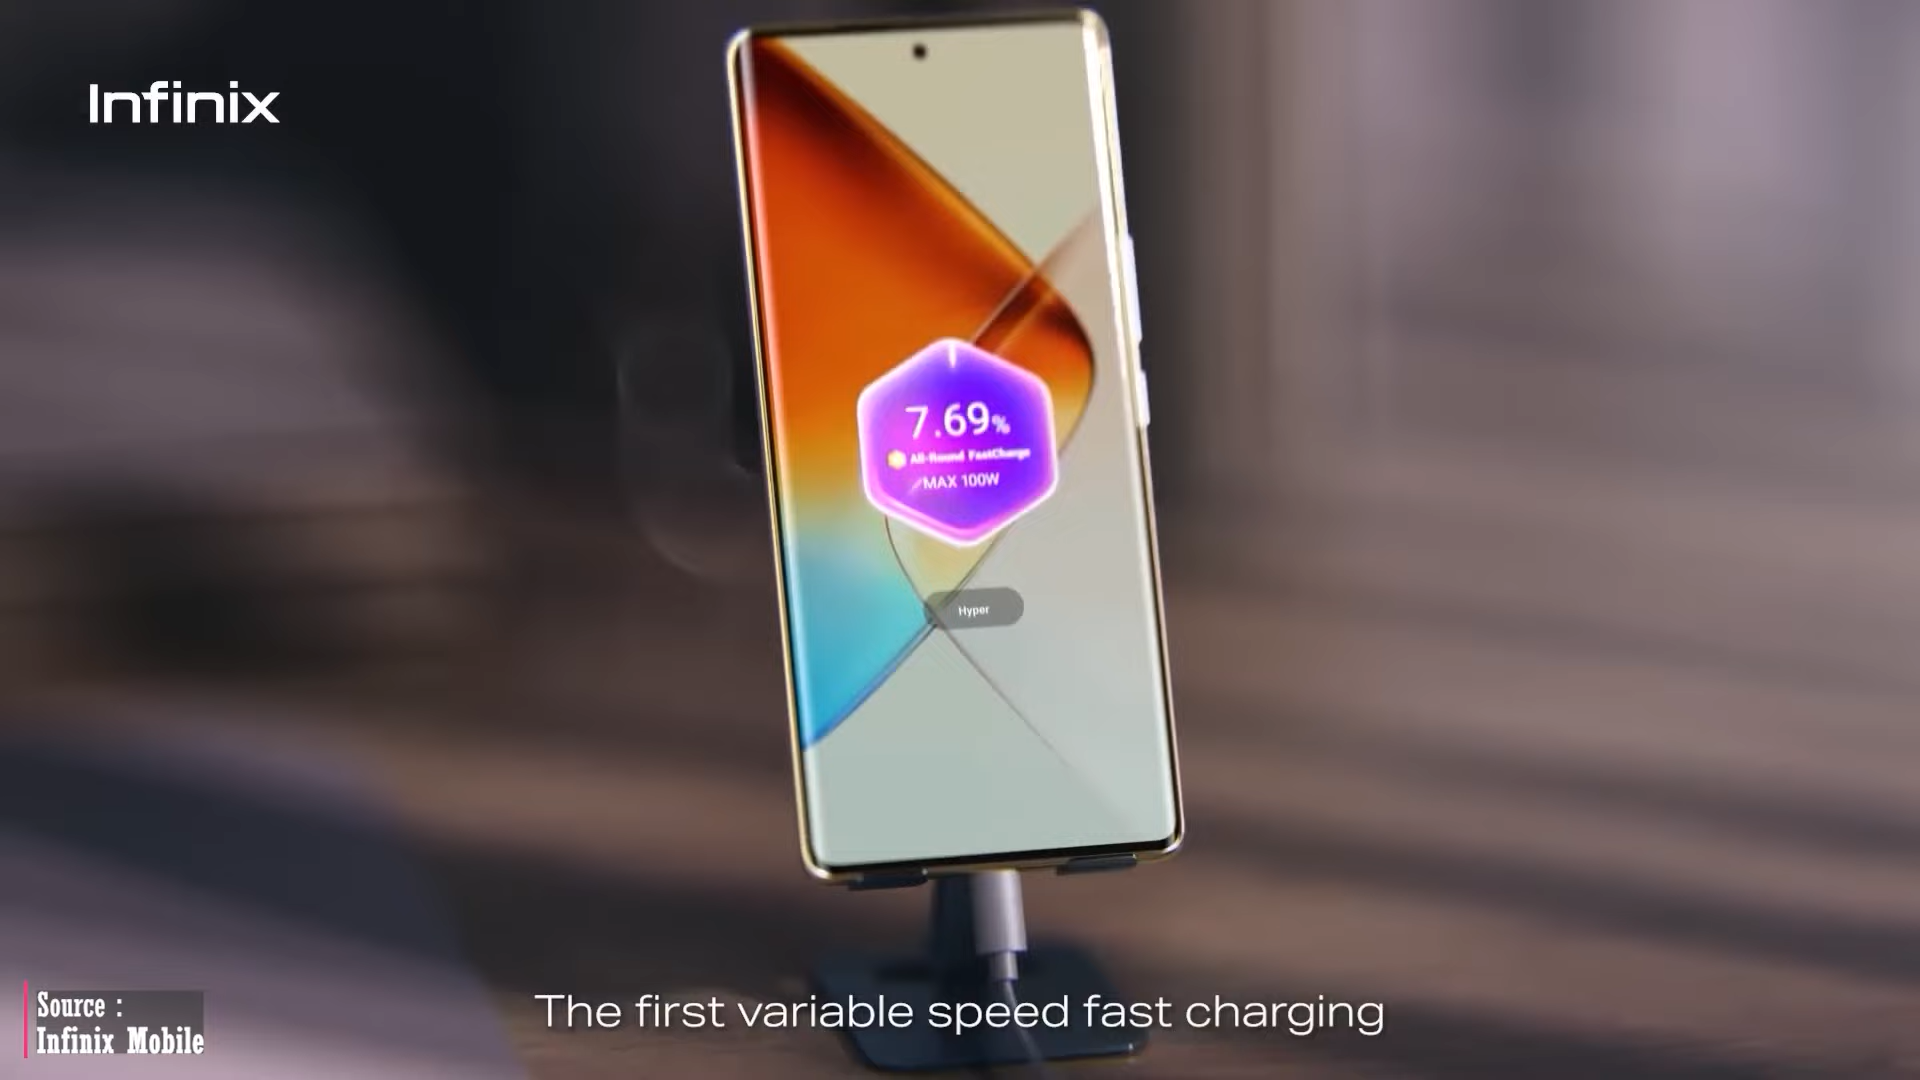 Infinix
7.69%
All-Round FastCharge
MAX 100W
Hyper
The first variable speed fast charging
Source :
Infinix Mobile